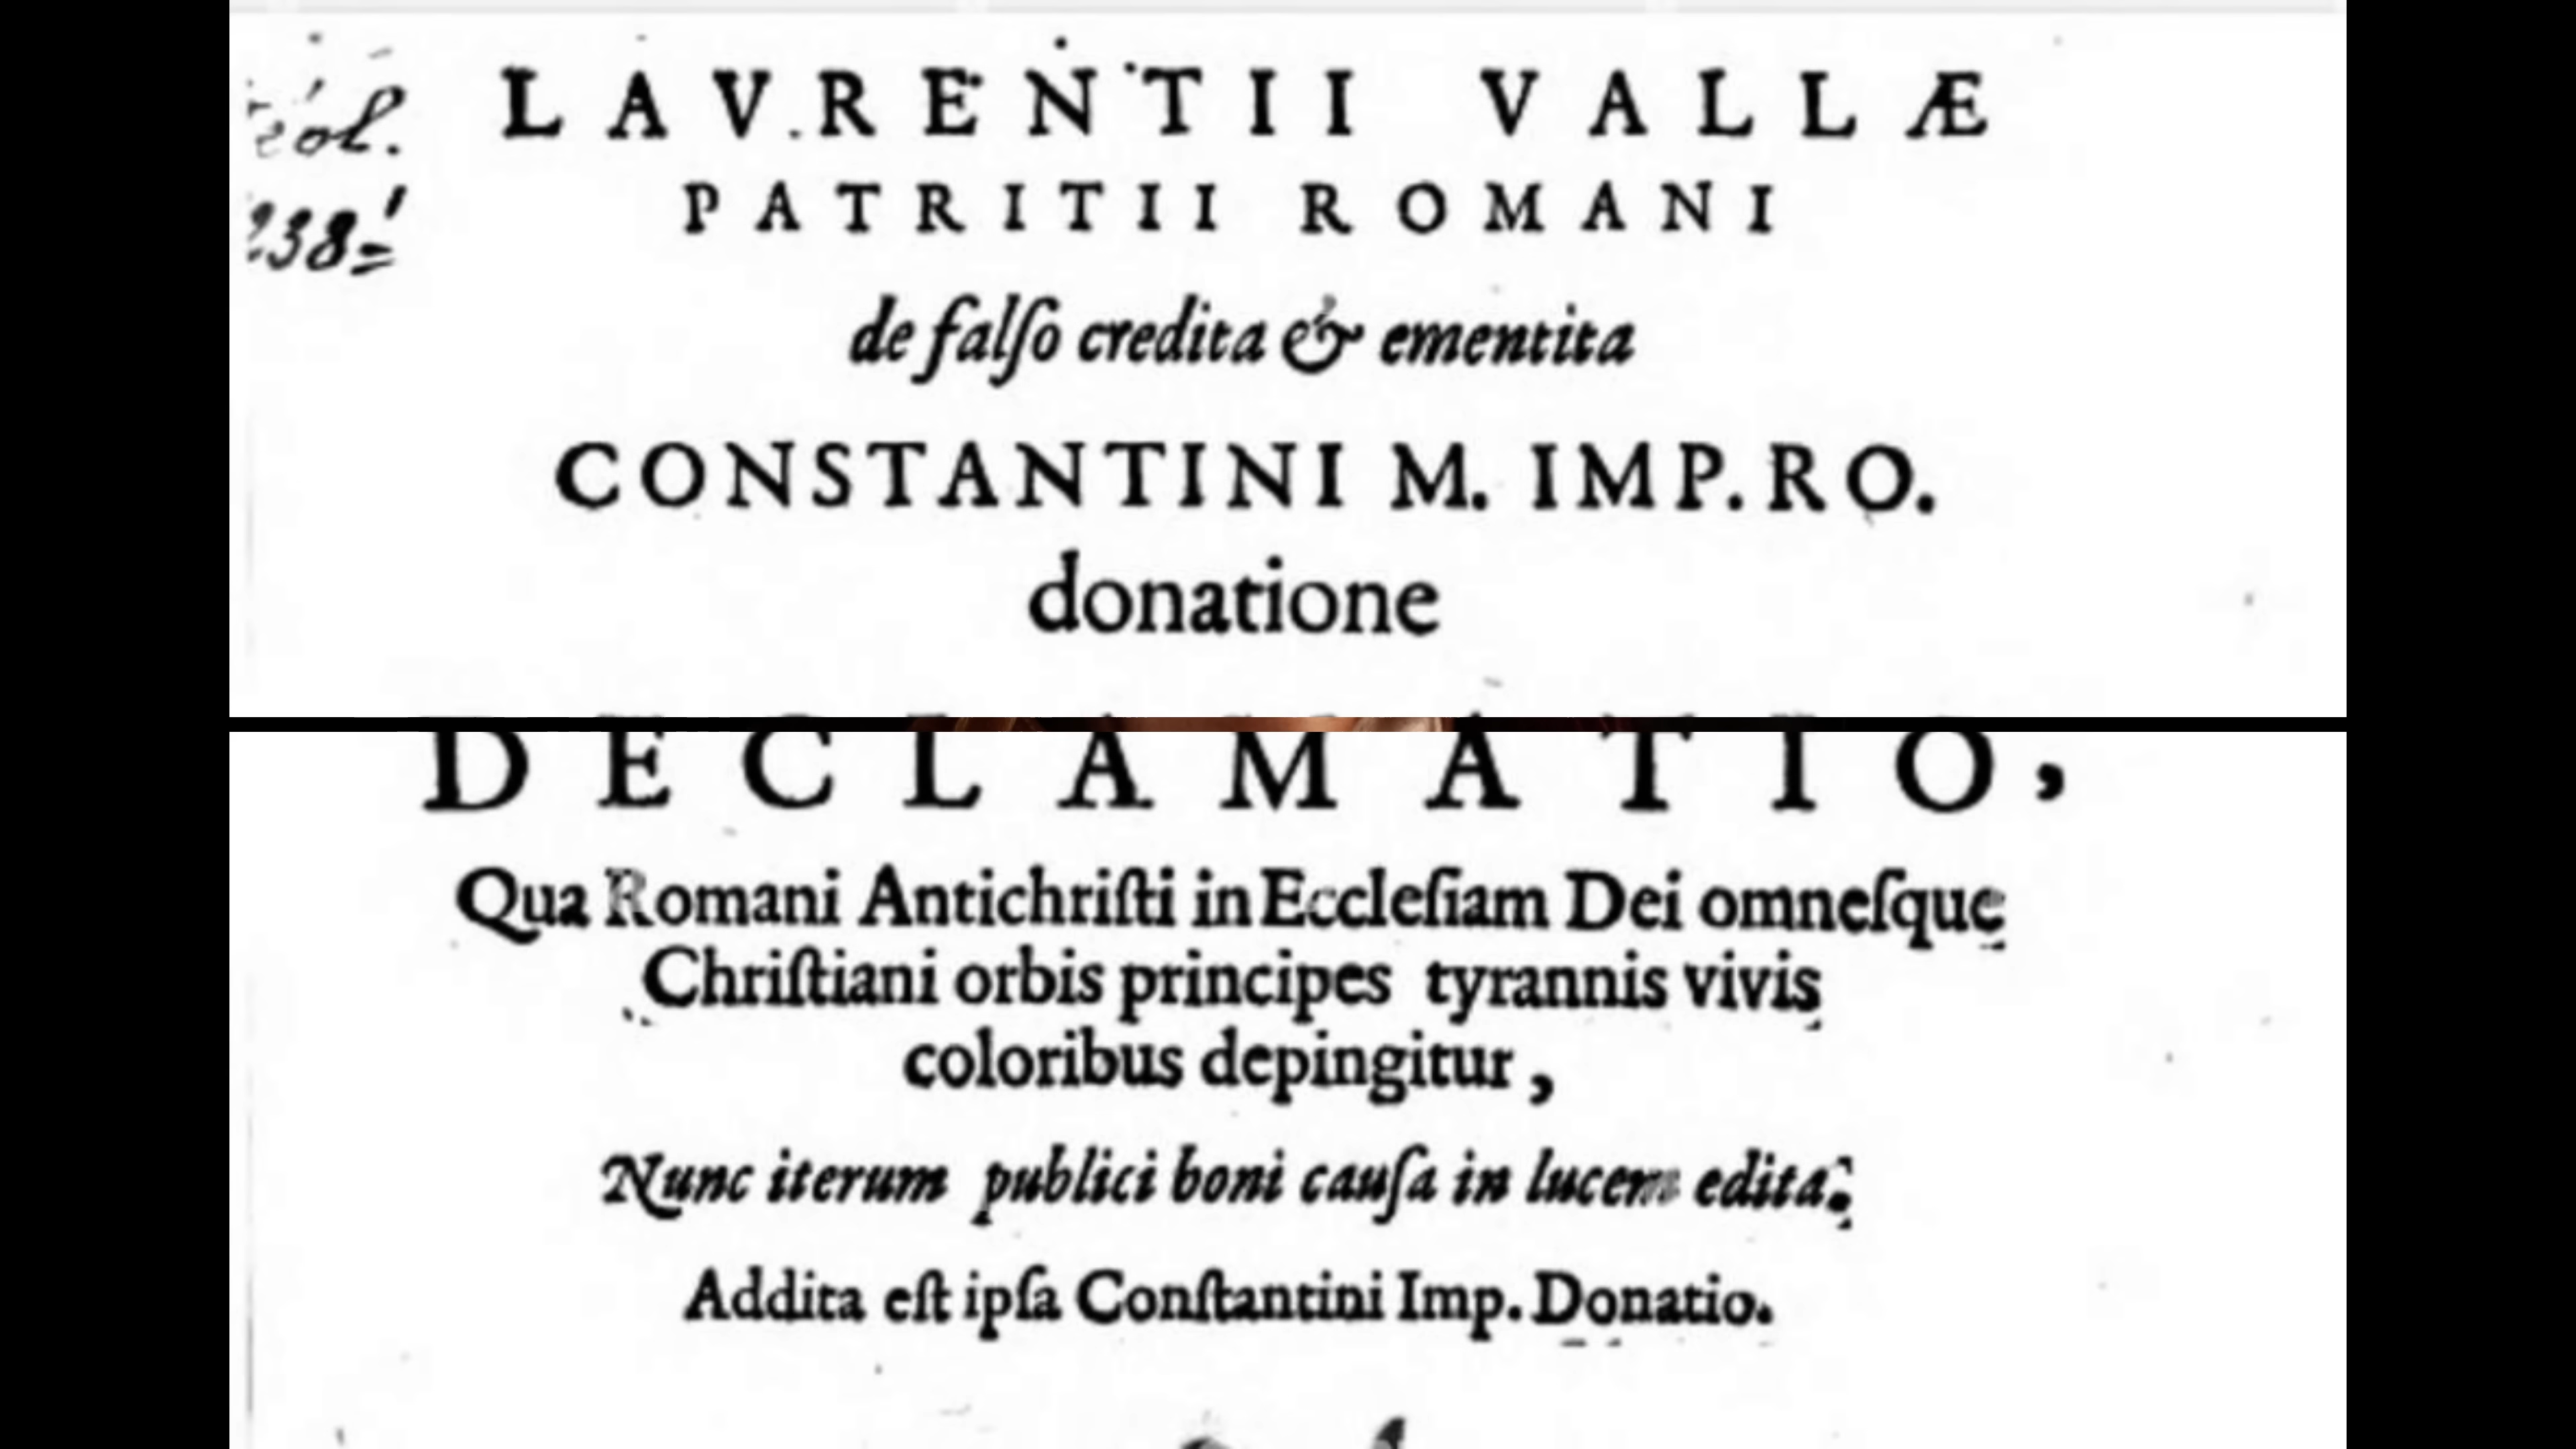 LAVRENTII VALLÆ
PATRITII ROMANI
de falſo credita & ementita
CONSTANTINI M. IMP. RO.
donatione
DECLAMATIO,
Qua Romani Antichriſti in Eccleſiam Dei omneſque
Chriſtiani orbis principes tyrannis vivis
coloribus depingitur,
Nunc iterum publici boni cauſa in lucem edita.
Addita eſt ipſa Conſtantini Imp. Donatio.